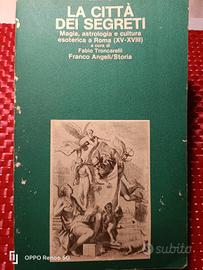 LA CITTÀ
DEI SEGRETI
Magia, astrologia e cultura
esoterica a Roma (XV-XVIII)
a cura di
Fabio Troncarelli
Franco Angeli/Storia
OPPO Reno6 5G
subito